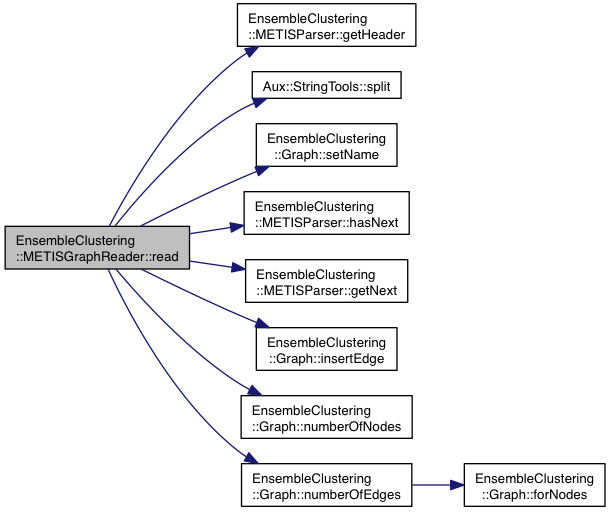 EnsembleClustering
::METISParser::getHeader
Aux::StringTools::split
EnsembleClustering
::Graph::setName
EnsembleClustering
::METISParser::hasNext
EnsembleClustering
::METISGraphReader::read
EnsembleClustering
::METISParser::getNext
EnsembleClustering
::Graph::insertEdge
EnsembleClustering
::Graph::numberOfNodes
EnsembleClustering
::Graph::numberOfEdges
EnsembleClustering
::Graph::forNodes